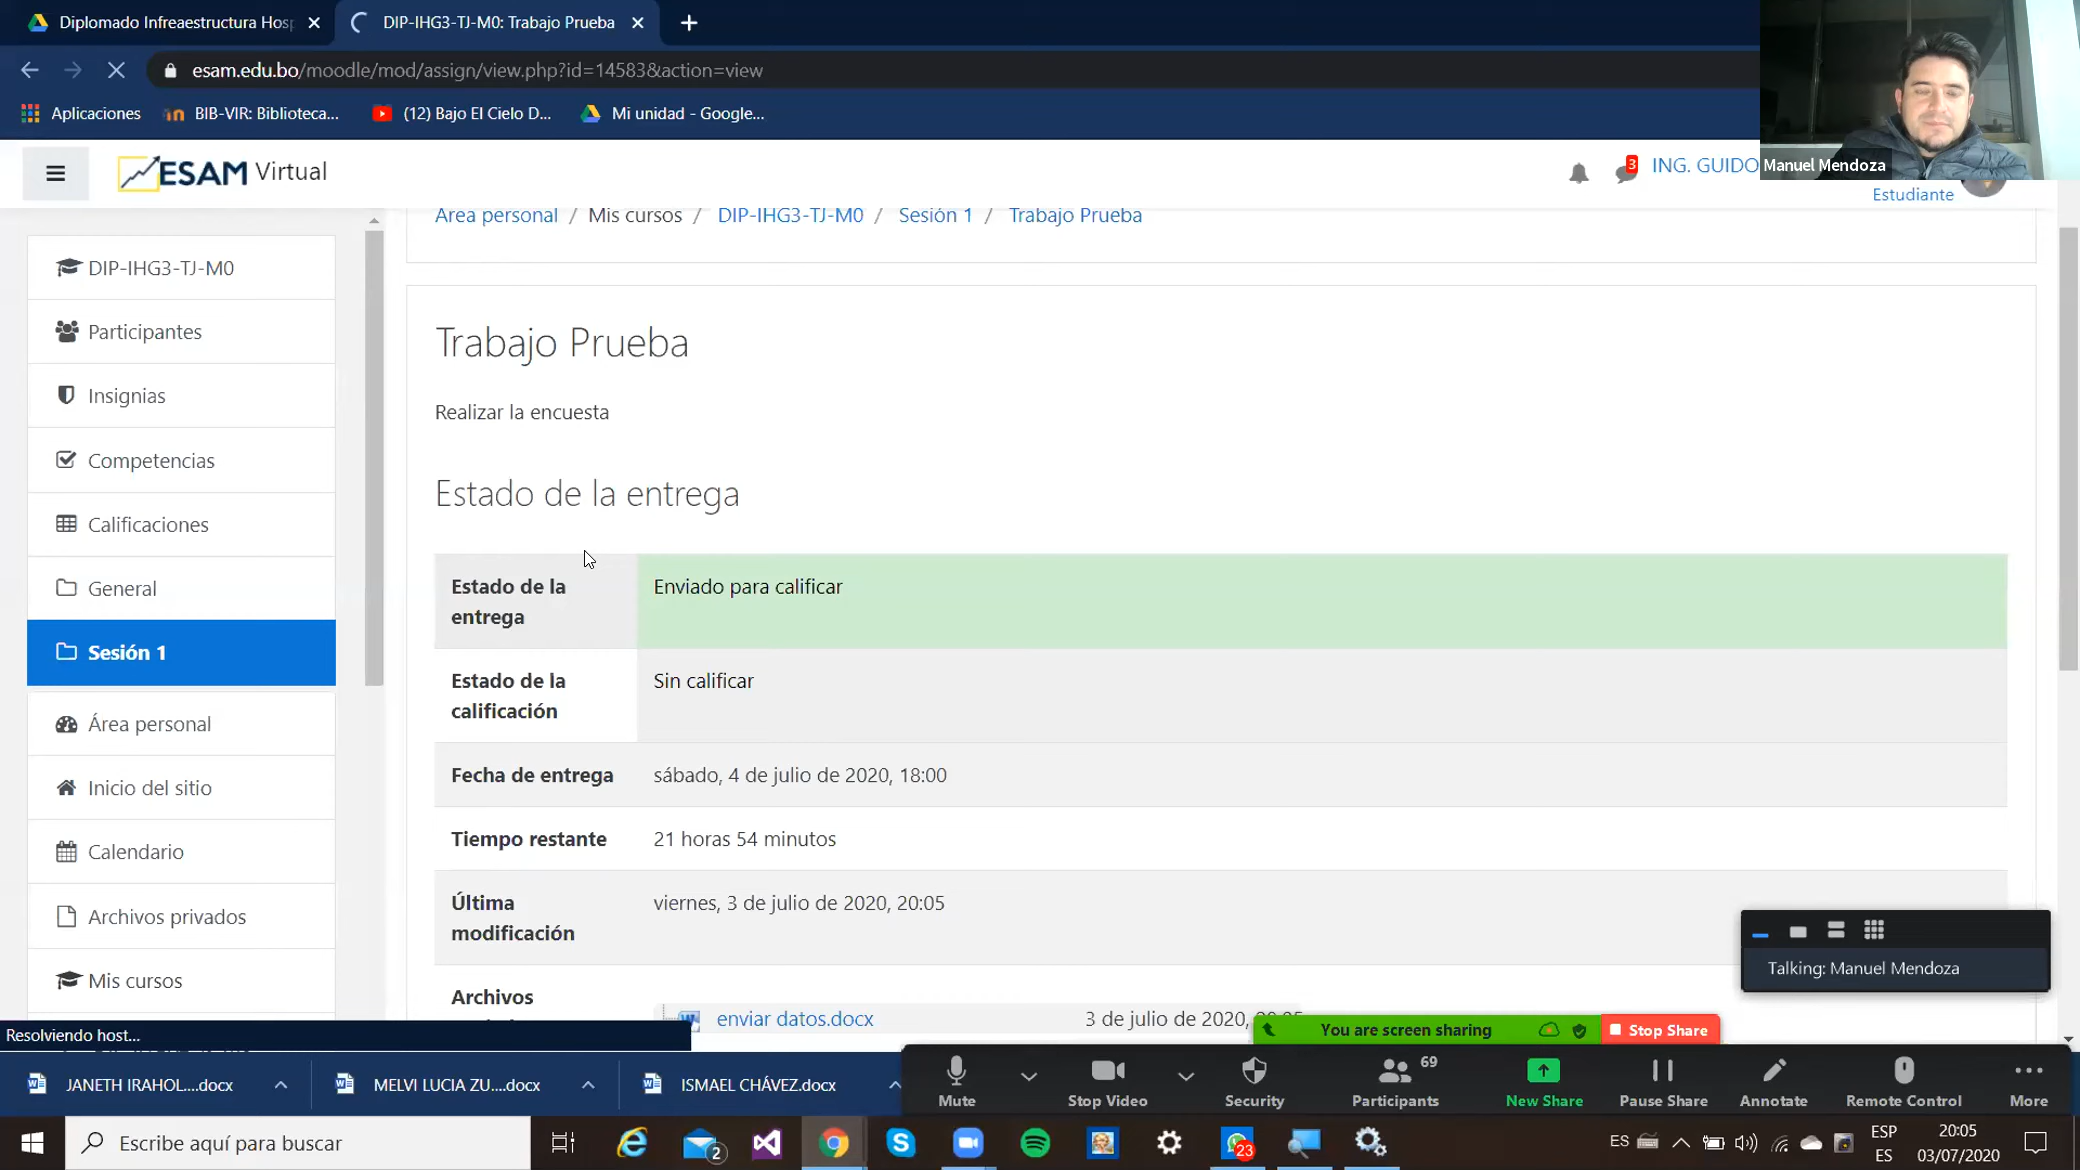 Diplomado Infreaestructura Hosp
DIP-IHG3-TJ-M0: Trabajo Prueba
esam.edu.bo/moodle/mod/assign/view.php?id=14583&action=view
Aplicaciones
BIB-VIR: Biblioteca...
(12) Bajo El Cielo D...
Mi unidad - Google...
ESAM Virtual
3
ING. GUIDO
Manuel Mendoza
Estudiante
Area personal / Mis cursos / DIP-IHG3-TJ-M0 / Sesión 1 / Trabajo Prueba
DIP-IHG3-TJ-M0
Participantes
Insignias
Competencias
Calificaciones
General
Sesión 1
Área personal
Inicio del sitio
Calendario
Archivos privados
Mis cursos
Trabajo Prueba
Realizar la encuesta
Estado de la entrega
Estado de la
entrega
Enviado para calificar
Estado de la
calificación
Sin calificar
Fecha de entrega
sábado, 4 de julio de 2020, 18:00
Tiempo restante
21 horas 54 minutos
Última
modificación
viernes, 3 de julio de 2020, 20:05
Archivos
enviar datos.docx
3 de julio de 2020,
Talking: Manuel Mendoza
Resolviendo host...
You are screen sharing
Stop Share
JANETH IRAHOL....docx
MELVI LUCIA ZU....docx
ISMAEL CHÁVEZ.docx
Mute
Stop Video
Security
Participants
69
New Share
Pause Share
Annotate
Remote Control
More
Escribe aquí para buscar
2
23
ES
ESP
ES
20:05
03/07/2020